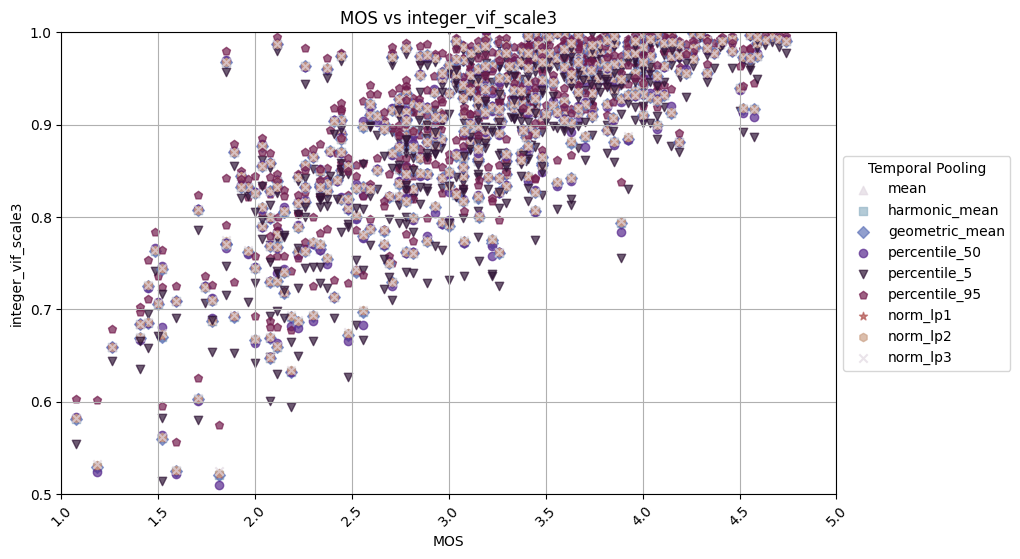 MOS vs integer_vif_scale3
1.0
0.9
0.8
0.7
0.6
0.5
integer_vif_scale3
1.0
1.5
2.0
2.5
3.0
3.5
4.0
4.5
5.0
MOS
Temporal Pooling
mean
harmonic_mean
geometric_mean
percentile_50
percentile_5
percentile_95
norm_lp1
norm_lp2
norm_lp3